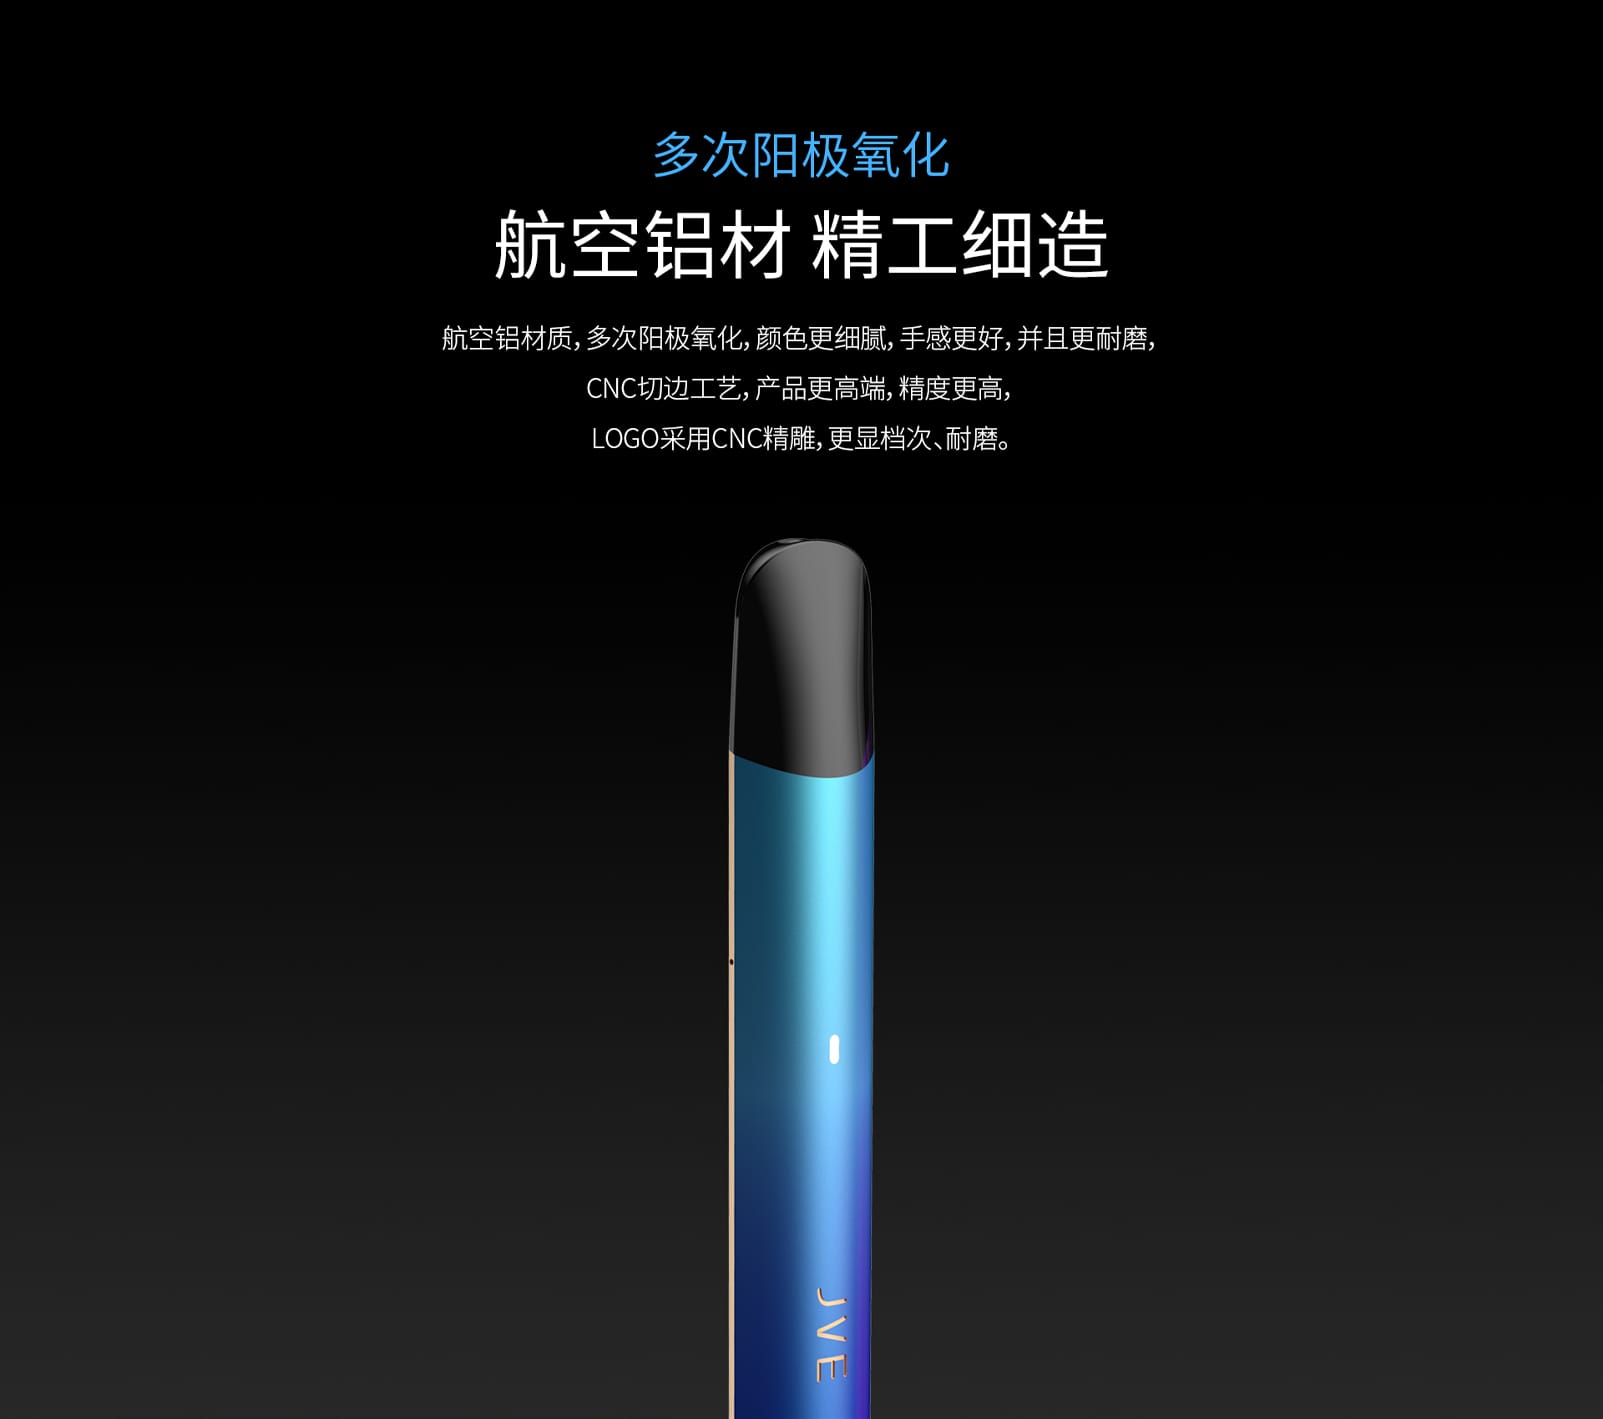 多次阳极氧化
航空铝材 精工细造
航空铝材质，多次阳极氧化，颜色更细腻，手感更好，并且更耐磨，
CNC切边工艺，产品更高端，精度更高，
LOGO采用CNC精雕，更显档次、耐磨。
JVE